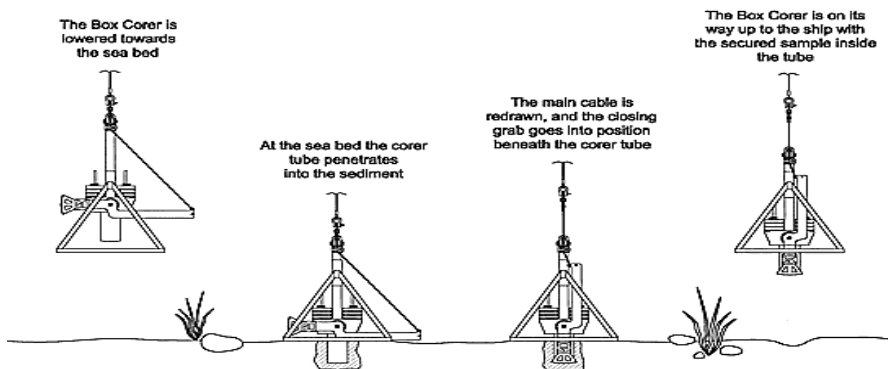 The Box Corer is
lowered towards
the sea bed
At the sea bed the corer
tube penetrates
into the sediment
The main cable is
redrawn, and the closing
grab goes into position
beneath the corer tube
The Box Corer is on its
way up to the ship with
the secured sample inside
the tube